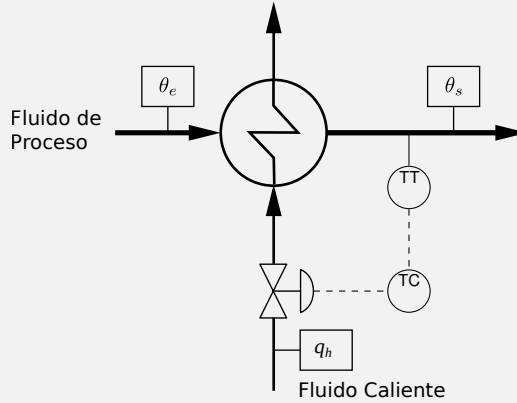 θe
θs
Fluido de
Proceso
TT
TC
qh
Fluido Caliente